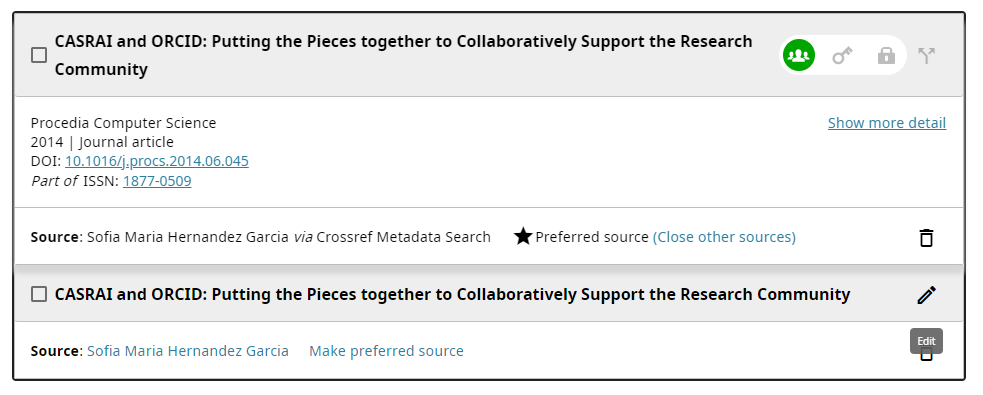 CASRAI and ORCID: Putting the Pieces together to Collaboratively Support the Research
Community
Procedia Computer Science
Show more detail
2014 | Journal article
DOI: 10.1016/j.procs.2014.06.045
Part of ISSN: 1877-0509
Source: Sofia Maria Hernandez Garcia via Crossref Metadata Search ★ Preferred source (Close other sources)
CASRAI and ORCID: Putting the Pieces together to Collaboratively Support the Research Community
Edit
Source: Sofia Maria Hernandez Garcia Make preferred source